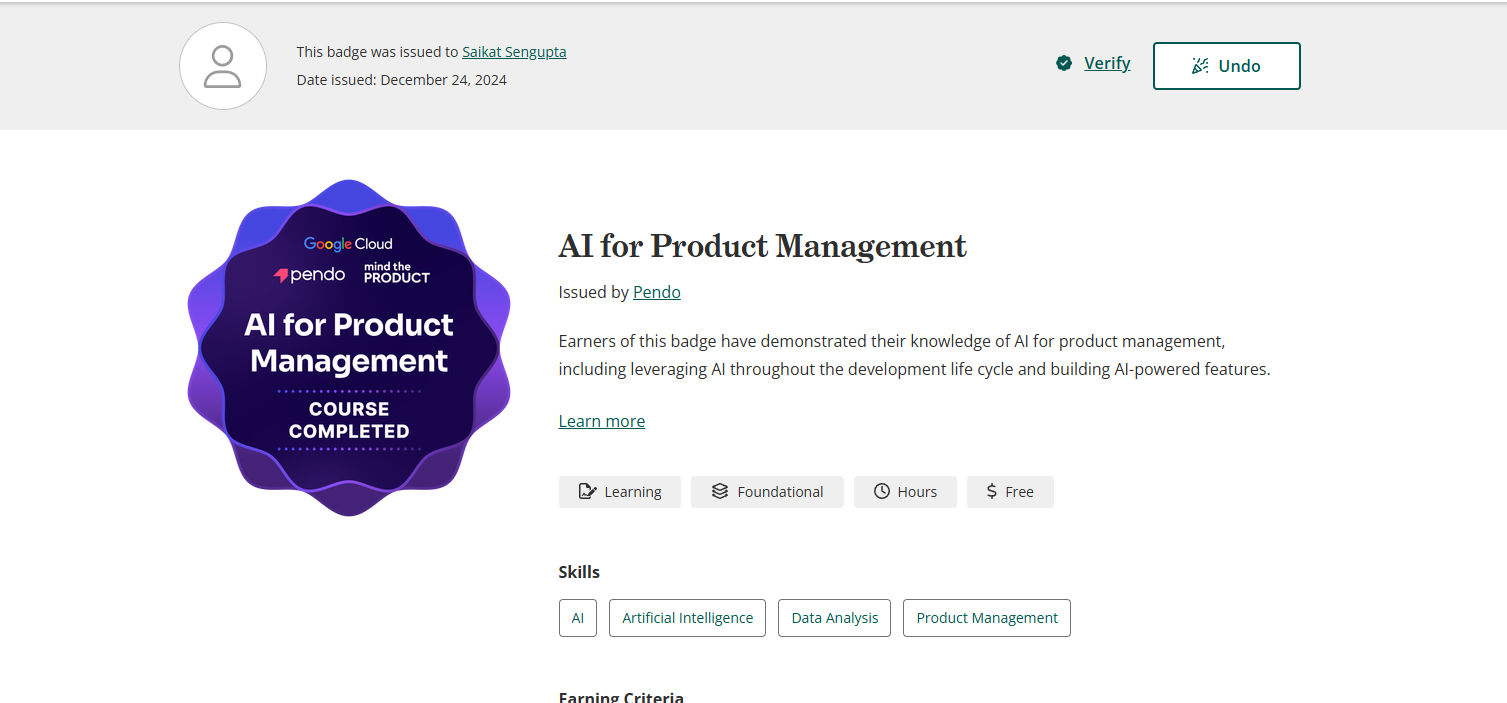 This badge was issued to Saikat Sengupta
Date issued: December 24, 2024
Verify
Undo
Google Cloud
pendo
mind the
PRODUCT
AI for Product
Management
COURSE
COMPLETED
AI for Product Management
Issued by Pendo
Earners of this badge have demonstrated their knowledge of AI for product management,
including leveraging AI throughout the development life cycle and building AI-powered features.
Learn more
Learning
Foundational
Hours
$ Free
Skills
AI
Artificial Intelligence
Data Analysis
Product Management
Earning Criteria